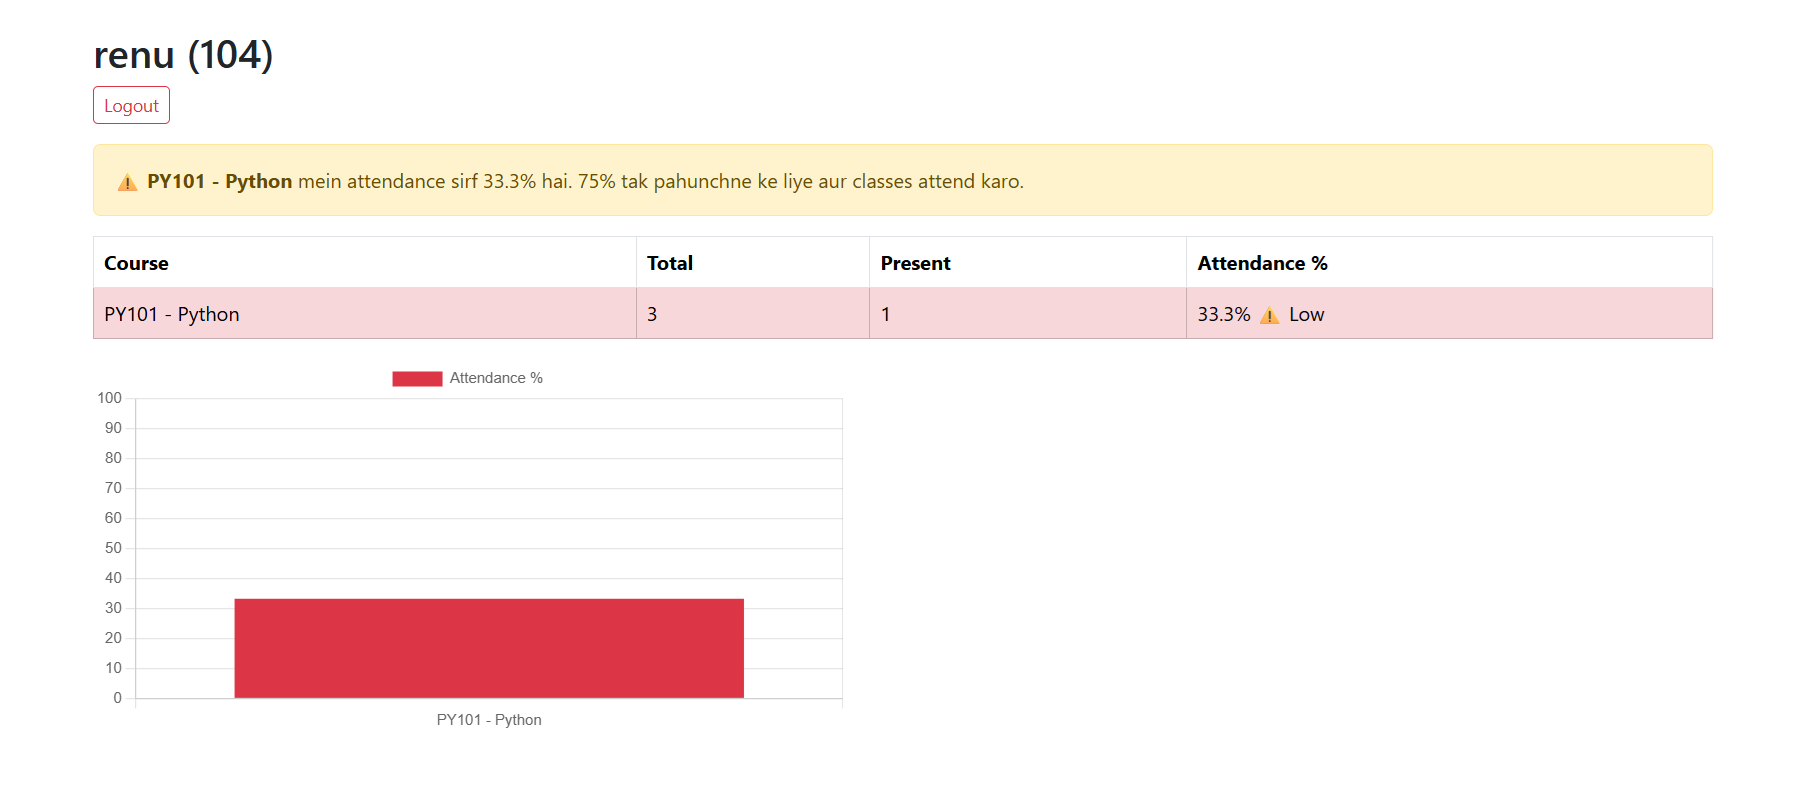 renu (104)
Logout
⚠️ PY101 - Python mein attendance sirf 33.3% hai. 75% tak pahunchne ke liye aur classes attend karo.
Course Total Present Attendance %
PY101 - Python 3 1 33.3% ⚠️ Low
Attendance %
100
90
80
70
60
50
40
30
20
10
0
PY101 - Python